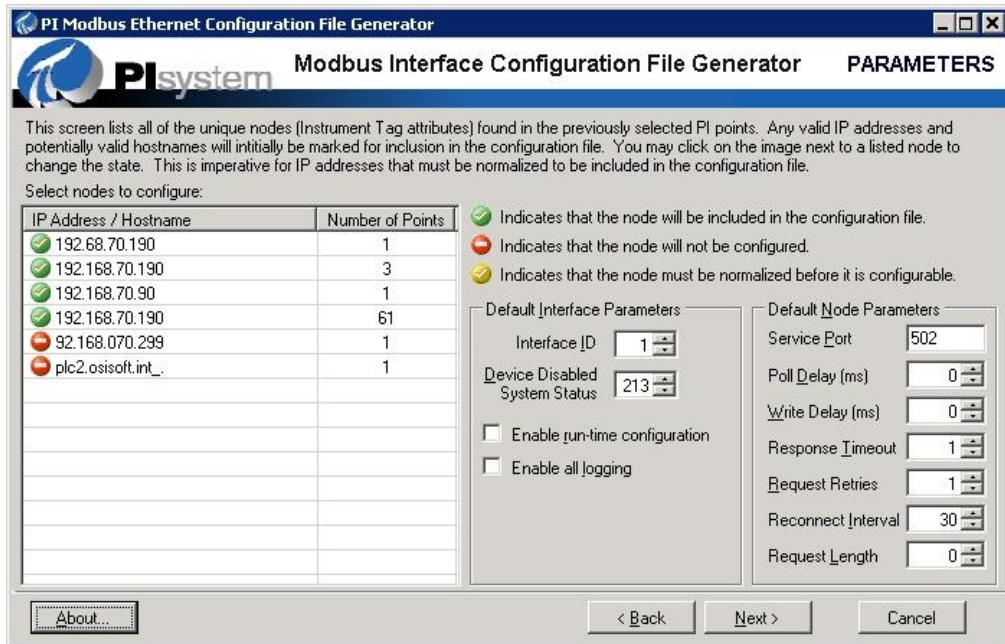 PI Modbus Ethernet Configuration File Generator
PIsystem
Modbus Interface Configuration File Generator
PARAMETERS
This screen lists all of the unique nodes (Instrument Tag attributes) found in the previously selected PI points. Any valid IP addresses and
potentially valid hostnames will intitially be marked for inclusion in the configuration file. You may click on the image next to a listed node to
change the state. This is imperative for IP addresses that must be normalized to be included in the configuration file.
Select nodes to configure:
IP Address / Hostname Number of Points
192.68.70.190 1
192.168.70.190 3
192.168.70.90 1
192.168.70.190 61
92.168.070.299 1
plc2.osisoft.int_. 1
Indicates that the node will be included in the configuration file.
Indicates that the node will not be configured.
Indicates that the node must be normalized before it is configurable.
Default Interface Parameters
Interface ID 1
Device Disabled
System Status 213
Enable run-time configuration
Enable all logging
Default Node Parameters
Service Port 502
Poll Delay (ms) 0
Write Delay (ms) 0
Response Timeout 1
Request Retries 1
Reconnect Interval 30
Request Length 0
About...
< Back
Next >
Cancel